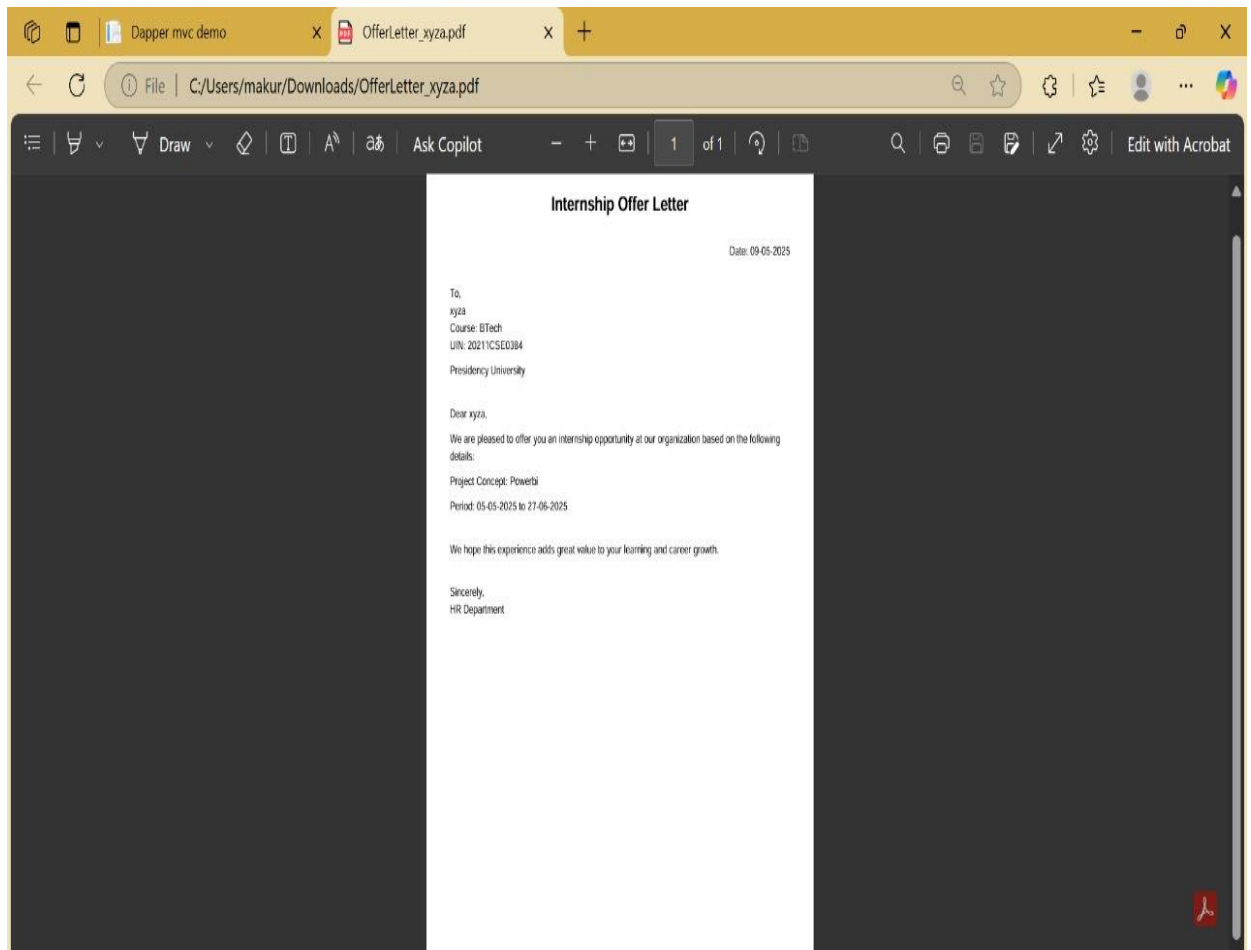 Dapper mvc demo
OfferLetter_xyza.pdf
File
C:/Users/makur/Downloads/OfferLetter_xyza.pdf
Draw
Ask Copilot
1
of 1
Edit with Acrobat
Internship Offer Letter
Date: 09-05-2025
To,
xyza
Course: BTech
UIN: 20211CSE0384
Presidency University
Dear xyza,
We are pleased to offer you an internship opportunity at our organization based on the following
details:
Project Concept: Powerbi
Period: 05-05-2025 to 27-06-2025
We hope this experience adds great value to your learning and career growth.
Sincerely,
HR Department